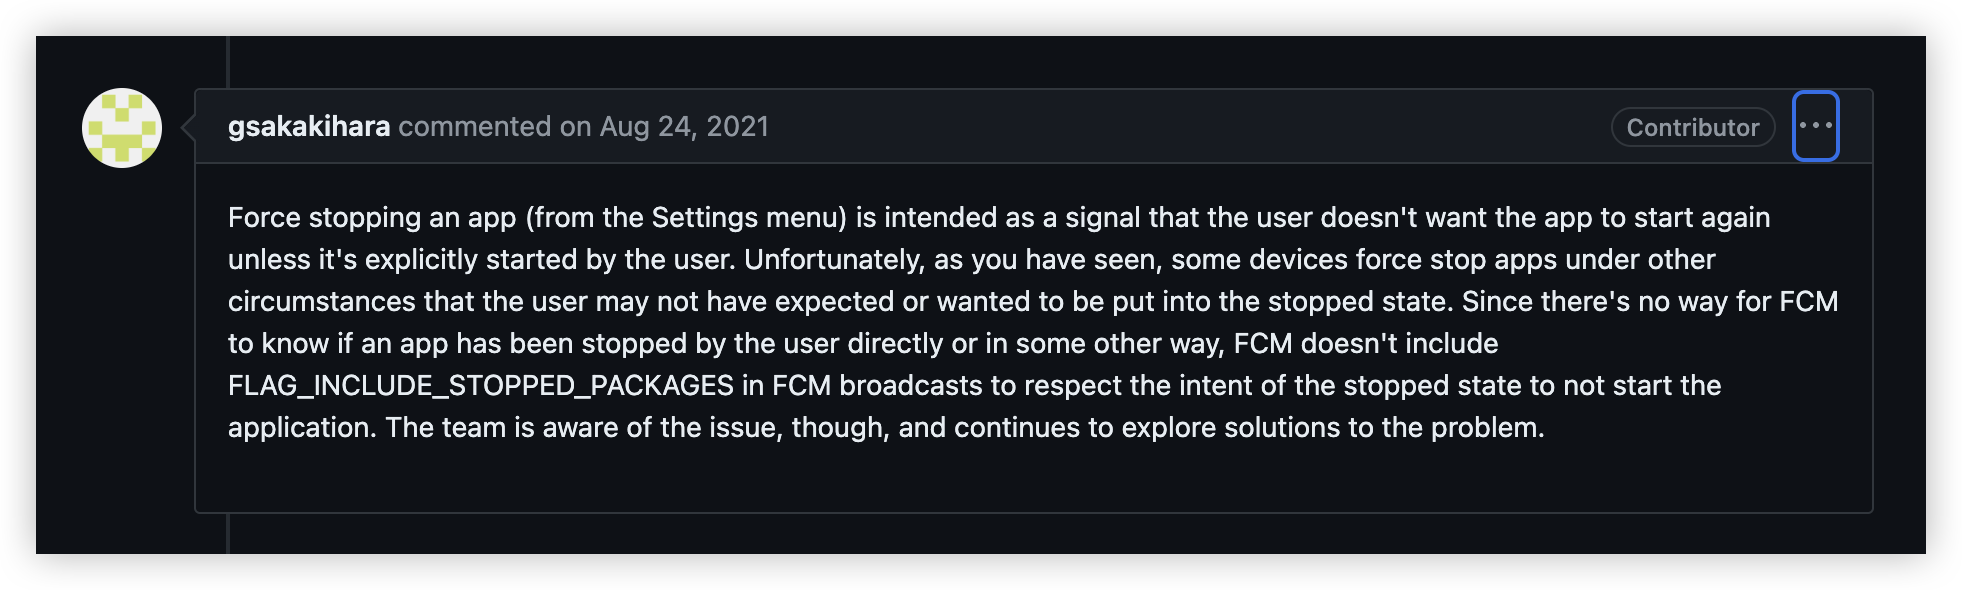 gsakakihara commented on Aug 24, 2021
Contributor
Force stopping an app (from the Settings menu) is intended as a signal that the user doesn't want the app to start again
unless it's explicitly started by the user. Unfortunately, as you have seen, some devices force stop apps under other
circumstances that the user may not have expected or wanted to be put into the stopped state. Since there's no way for FCM
to know if an app has been stopped by the user directly or in some other way, FCM doesn't include
FLAG_INCLUDE_STOPPED_PACKAGES in FCM broadcasts to respect the intent of the stopped state to not start the
application. The team is aware of the issue, though, and continues to explore solutions to the problem.